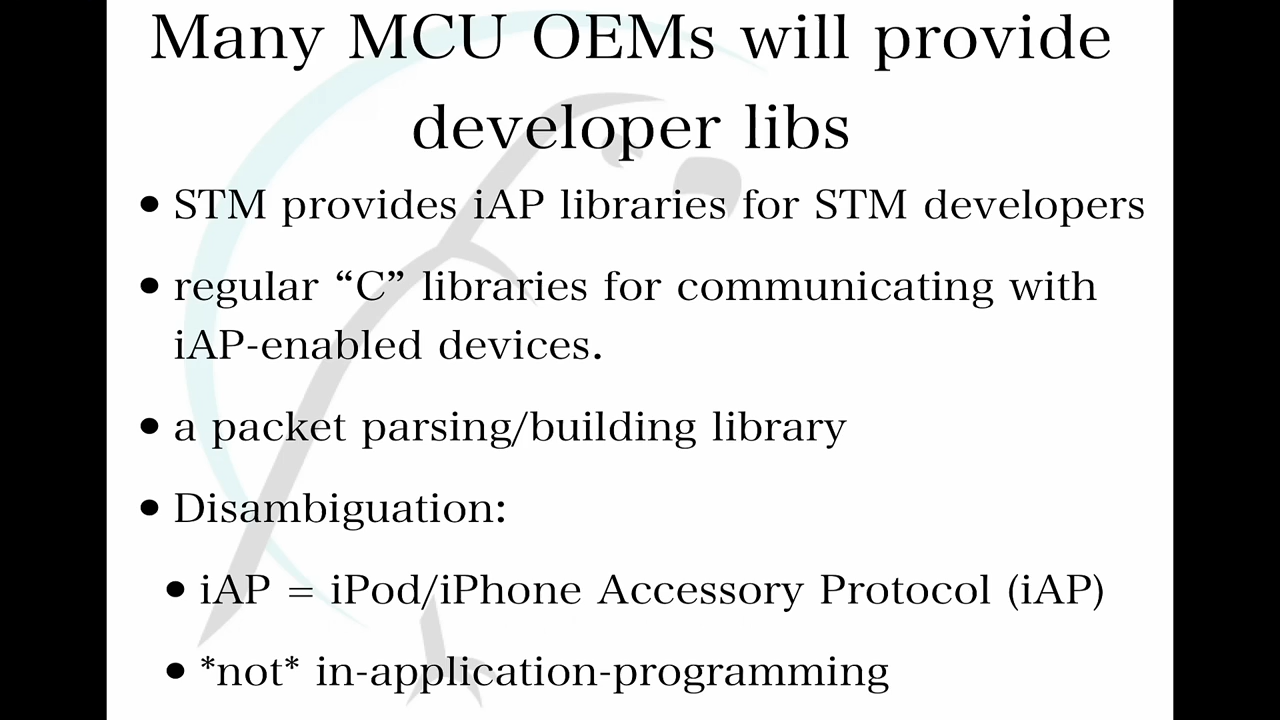 Many MCU OEMs will provide
developer libs
• STM provides iAP libraries for STM developers
• regular “C” libraries for communicating with
iAP-enabled devices.
• a packet parsing/building library
• Disambiguation:
• iAP = iPod/iPhone Accessory Protocol (iAP)
• *not* in-application-programming